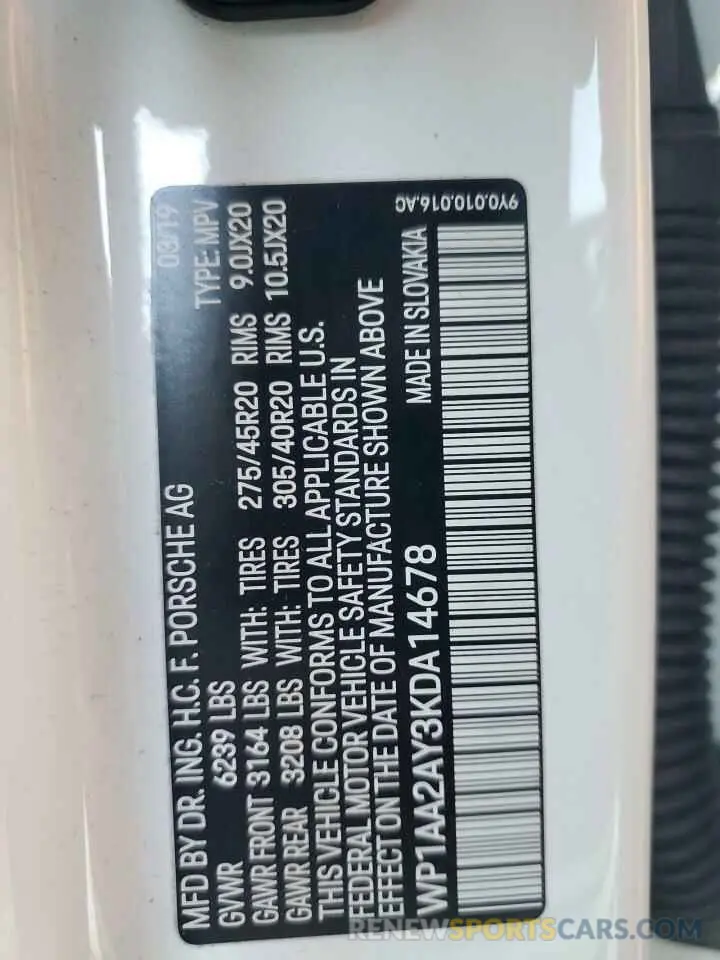 MFD BY DR. ING. H.C. F. PORSCHE AG 03/19
GVWR 6239 LBS TYPE: MPV
GAWR FRONT 3164 LBS WITH: TIRES 275/45R20 RIMS 9.0JX20
GAWR REAR 3208 LBS WITH: TIRES 305/40R20 RIMS 10.5JX20
THIS VEHICLE CONFORMS TO ALL APPLICABLE U.S.
FEDERAL MOTOR VEHICLE SAFETY STANDARDS IN
EFFECT ON THE DATE OF MANUFACTURE SHOWN ABOVE
WP1AA2AY3KDA14678 MADE IN SLOVAKIA
9Y0.010.016.AC
RENEWSPORTSCARS.COM